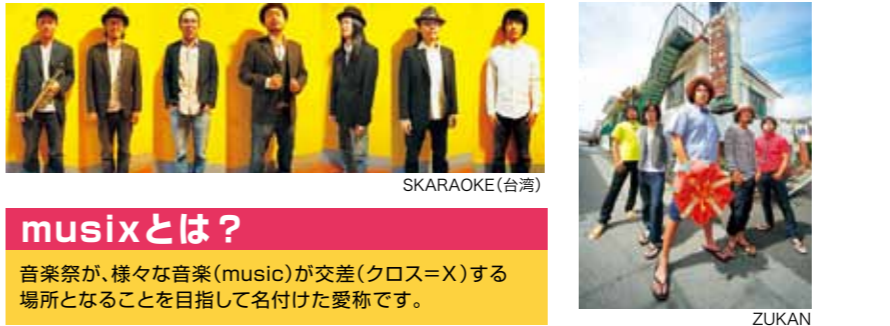 SKARAOKE(台湾)
musixとは？
音楽祭が、様々な音楽(music)が交差(クロス＝X)する
場所となることを目指して名付けた愛称です。
ZUKAN